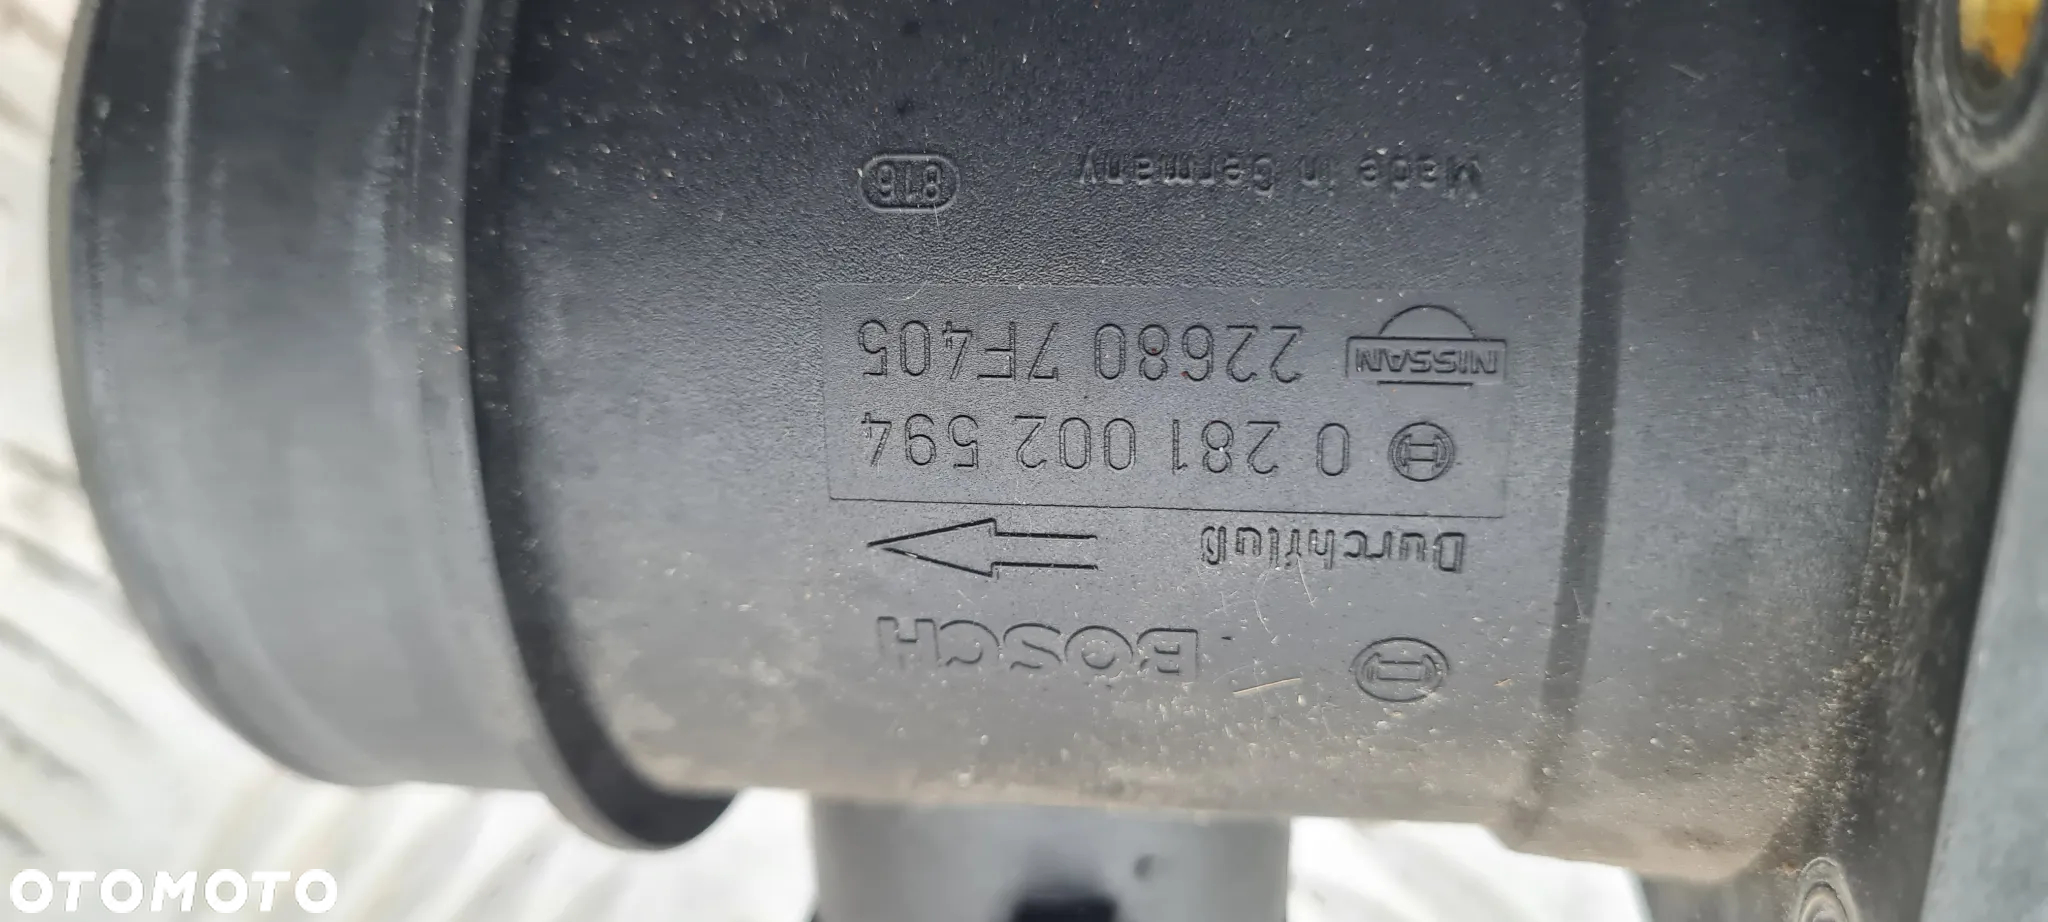 BOSCH
Durchfluß
0 281 002 594
NISSAN 22680 7F405
Made in Germany 816
OTOMOTO